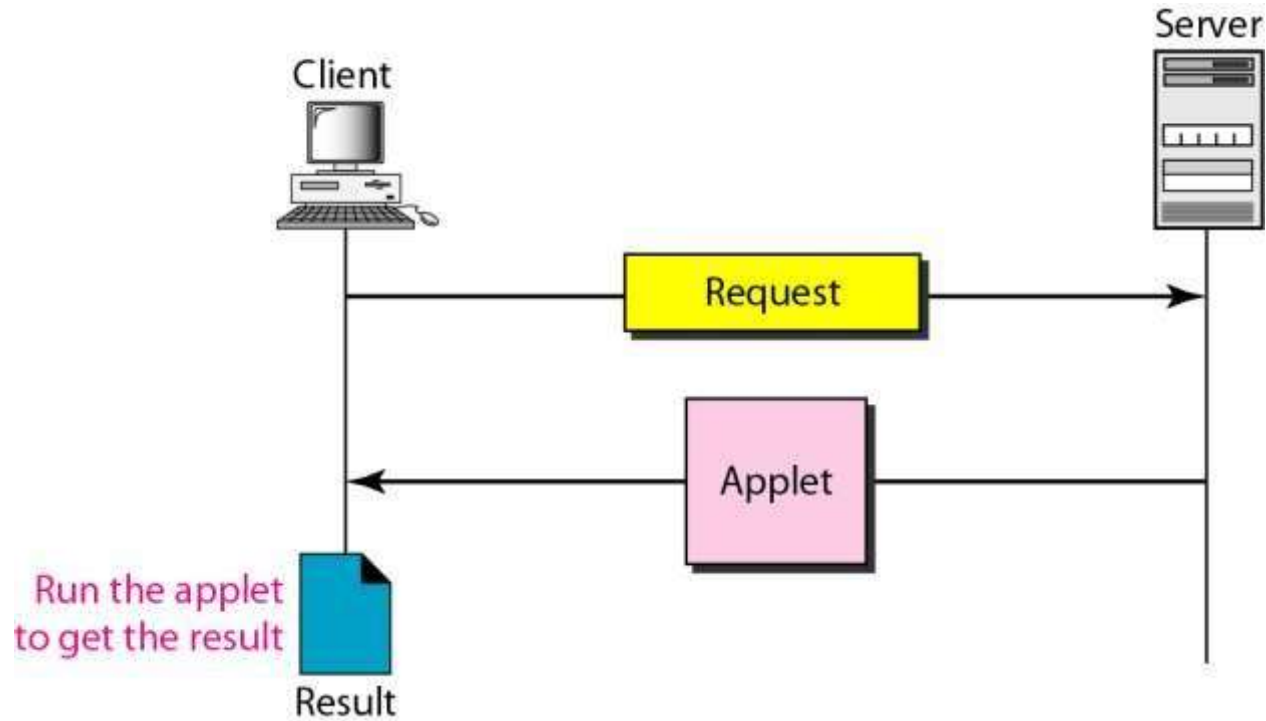 Server
Client
Request
Applet
Run the applet
to get the result
Result